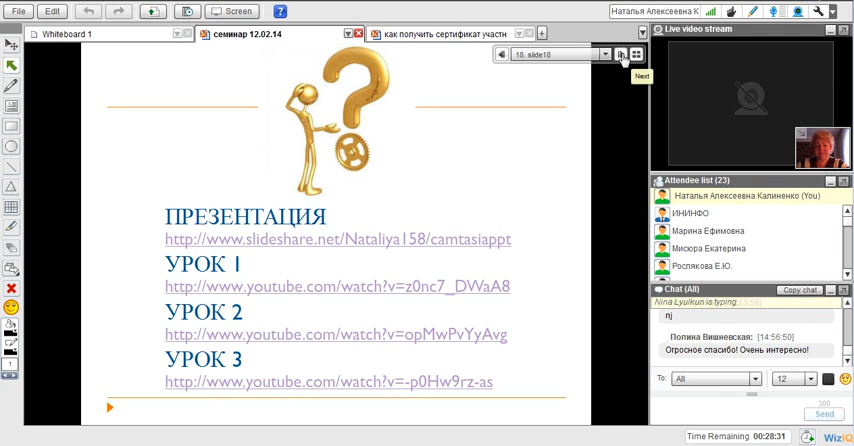 File
Edit
Screen
?
Наталья Алексеевна К
Whiteboard 1
семинар 12.02.14
как получить сертификат участн
18. slide18
Next
ПРЕЗЕНТАЦИЯ
http://www.slideshare.net/Nataliya158/camtasiappt
УРОК 1
http://www.youtube.com/watch?v=z0nc7_DWaA8
УРОК 2
http://www.youtube.com/watch?v=opMwPvYyAvg
УРОК 3
http://www.youtube.com/watch?v=-p0Hw9rz-as
1
Live video stream
Attendee list (23)
Наталья Алексеевна Калиненко (You)
ИНИНФО
Марина Ефимовна
Мисюра Екатерина
Рослякова Е.Ю.
Chat (All)
Copy chat
Nina Lyulkun is typing
nj
Полина Вишневская: [14:56:50]
Огросное спасибо! Очень интересно!
To:
All
12
300
Send
Time Remaining 00:28:31
WizIQ